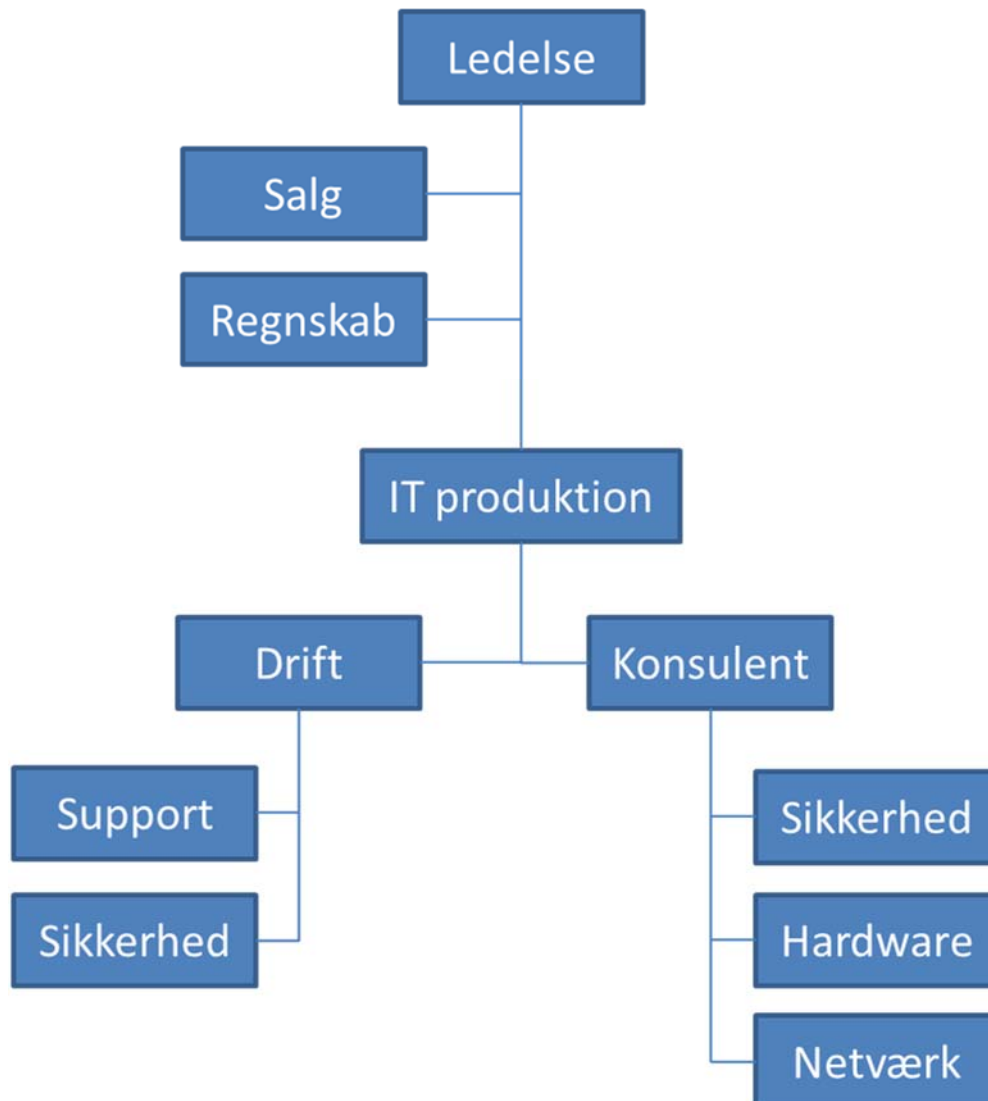 Ledelse
Salg
Regnskab
IT produktion
Drift
Konsulent
Support
Sikkerhed
Sikkerhed
Hardware
Netværk